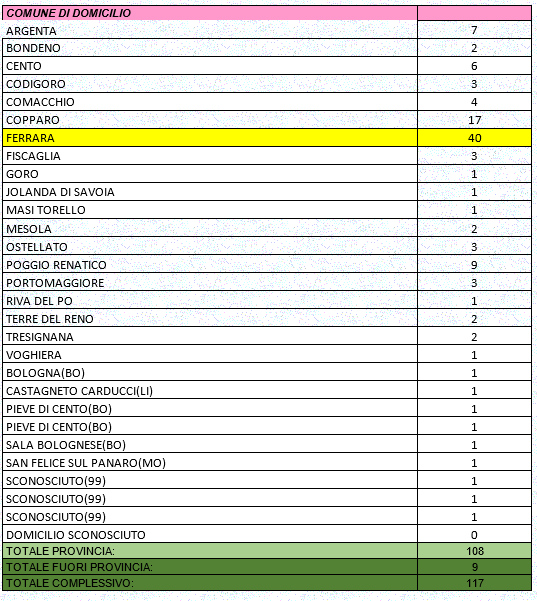 COMUNE DI DOMICILIO
ARGENTA 7
BONDENO 2
CENTO 6
CODIGORO 3
COMACCHIO 4
COPPARO 17
FERRARA 40
FISCAGLIA 3
GORO 1
JOLANDA DI SAVOIA 1
MASI TORELLO 1
MESOLA 2
OSTELLATO 3
POGGIO RENATICO 9
PORTOMAGGIORE 3
RIVA DEL PO 1
TERRE DEL RENO 2
TRESIGNANA 2
VOGHIERA 1
BOLOGNA(BO) 1
CASTAGNETO CARDUCCI(LI) 1
PIEVE DI CENTO(BO) 1
PIEVE DI CENTO(BO) 1
SALA BOLOGNESE(BO) 1
SAN FELICE SUL PANARO(MO) 1
SCONOSCIUTO(99) 1
SCONOSCIUTO(99) 1
SCONOSCIUTO(99) 1
DOMICILIO SCONOSCIUTO 0
TOTALE PROVINCIA: 108
TOTALE FUORI PROVINCIA: 9
TOTALE COMPLESSIVO: 117